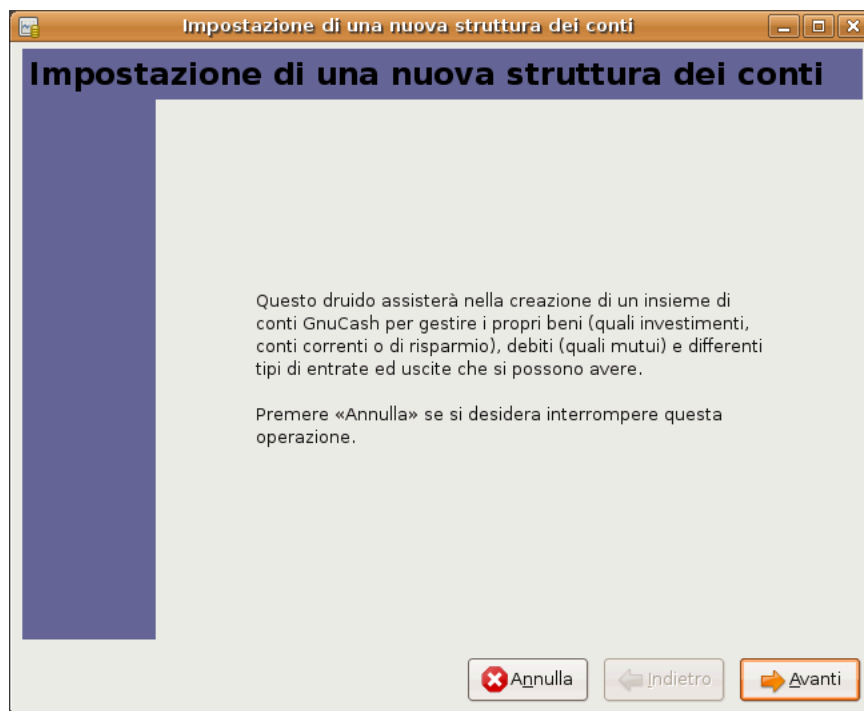 Impostazione di una nuova struttura dei conti
Impostazione di una nuova struttura dei conti
Questo druido assisterà nella creazione di un insieme di
conti GnuCash per gestire i propri beni (quali investimenti,
conti correnti o di risparmio), debiti (quali mutui) e differenti
tipi di entrate ed uscite che si possono avere.
Premere «Annulla» se si desidera interrompere questa
operazione.
Annulla
Indietro
Avanti